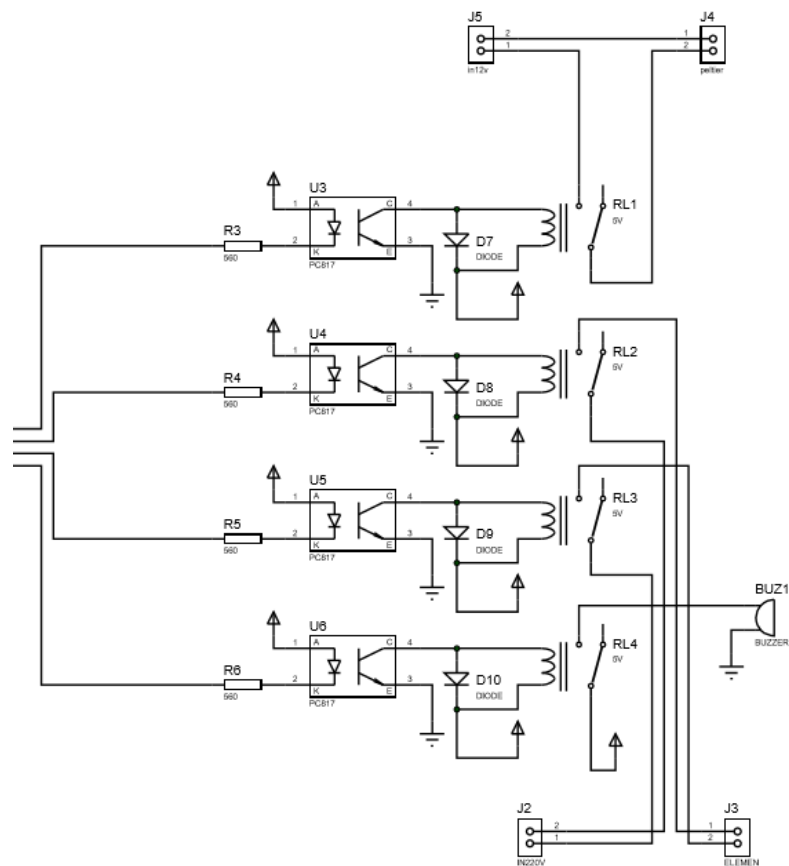 J5
J4
2
1
1
2
in12v
peltier
U3
1
A
C
4
R3
2
K
E
3
560
PC817
D7
DIODE
RL1
5V
U4
1
A
C
4
R4
2
K
E
3
560
PC817
D8
DIODE
RL2
5V
U5
1
A
C
4
R5
2
K
E
3
560
PC817
D9
DIODE
RL3
5V
BUZ1
BUZZER
U6
1
A
C
4
R6
2
K
E
3
560
PC817
D10
DIODE
RL4
5V
J2
J3
2
1
1
2
IN220V
ELEMEN